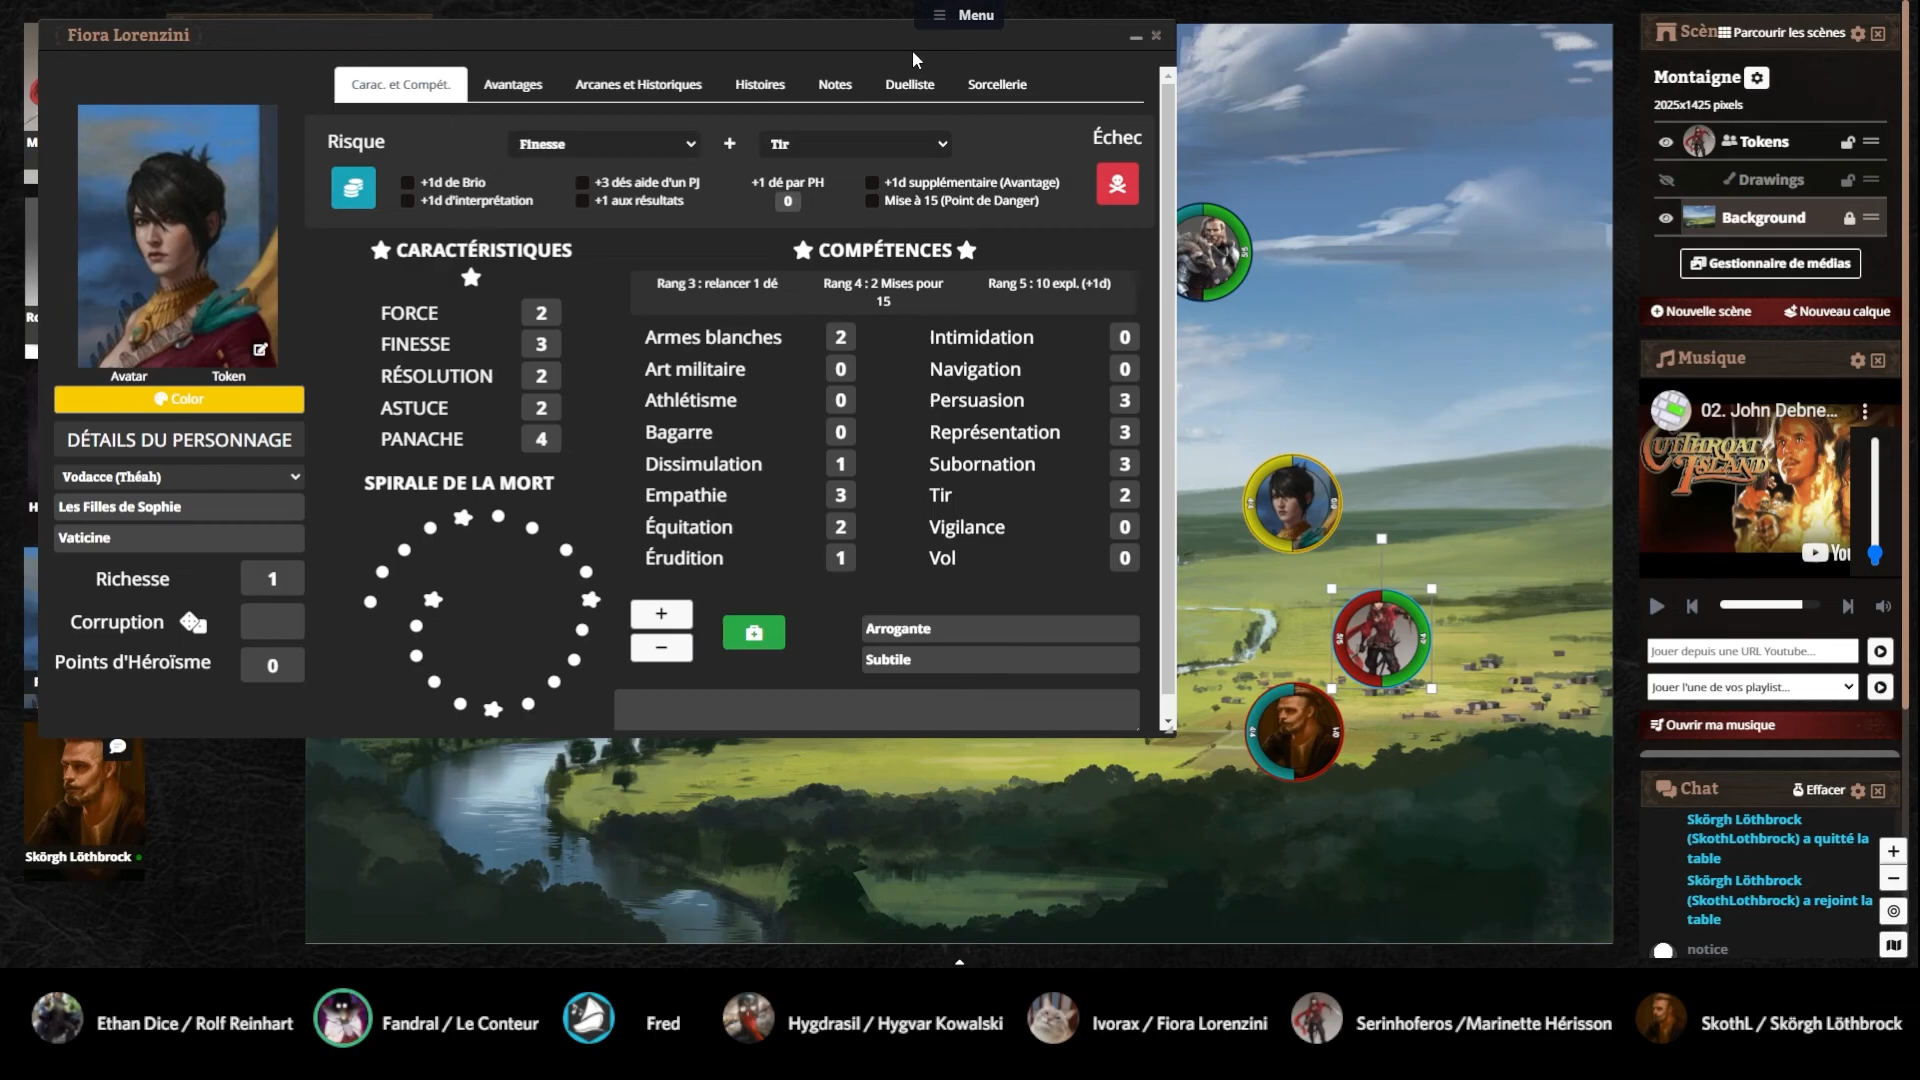 Menu
Fiora Lorenzini
Carac. et Compét.
Avantages
Arcanes et Historiques
Histoires
Notes
Duelliste
Sorcellerie
Risque
Finesse
+
Tir
Échec
+1d de Brio
+3 dés aide d'un PJ
+1 dé par PH
+1d supplémentaire (Avantage)
+1d d'interprétation
+1 aux résultats
0
Mise à 15 (Point de Danger)
CARACTÉRISTIQUES
FORCE 2
FINESSE 3
RÉSOLUTION 2
ASTUCE 2
PANACHE 4
SPIRALE DE LA MORT
COMPÉTENCES
Rang 3 : relancer 1 dé
Rang 4 : 2 Mises pour
15
Rang 5 : 10 expl. (+1d)
Armes blanches 2
Art militaire 0
Athlétisme 0
Bagarre 0
Dissimulation 1
Empathie 3
Équitation 2
Érudition 1
Intimidation 0
Navigation 0
Persuasion 3
Représentation 3
Subornation 3
Tir 2
Vigilance 0
Vol 0
+
−
Arrogante
Subtile
Avatar
Token
Color
DÉTAILS DU PERSONNAGE
Vodacce (Théah)
Les Filles de Sophie
Vaticine
Richesse 1
Corruption
Points d'Héroïsme 0
Skörgh Löthbrock
Parcourir les scènes
Montaigne
2025x1425 pixels
Tokens
Drawings
Background
Gestionnaire de médias
Nouvelle scène
Nouveau calque
Musique
02. John Debne...
CUTTHROAT
ISLAND
Jouer depuis une URL Youtube...
Jouer l'une de vos playlist...
Ouvrir ma musique
Chat
Effacer
Skörgh Löthbrock
(SkothLothbrock) a quitté la
table
Skörgh Löthbrock
(SkothLothbrock) a rejoint la
table
notice
+
−
Ethan Dice / Rolf Reinhart
Fandral / Le Conteur
Fred
Hygdrasil / Hygvar Kowalski
Ivorax / Fiora Lorenzini
Serinhoferos /Marinette Hérisson
SkothL / Skörgh Löthbrock